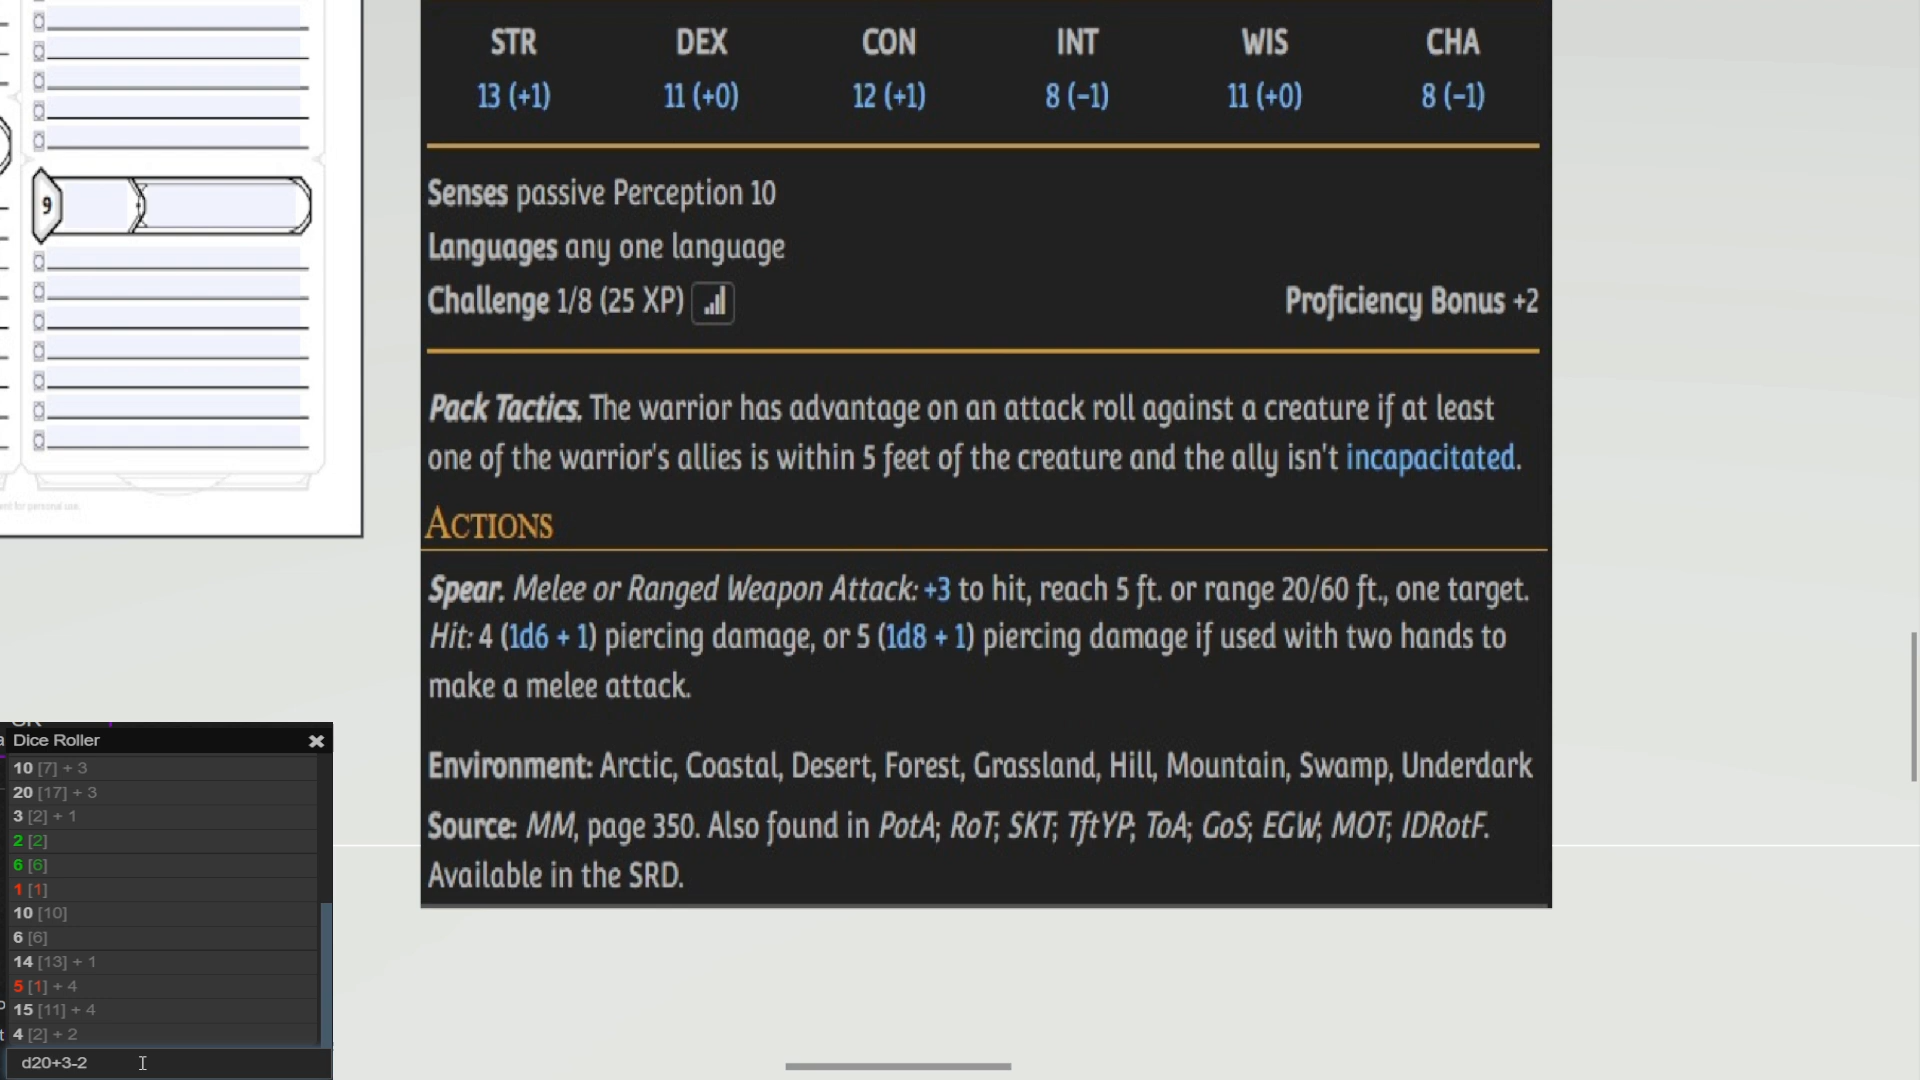 STR DEX CON INT WIS CHA
13 (+1) 11 (+0) 12 (+1) 8 (−1) 11 (+0) 8 (−1)
Senses passive Perception 10
Languages any one language
Challenge 1/8 (25 XP) Proficiency Bonus +2
Pack Tactics. The warrior has advantage on an attack roll against a creature if at least
one of the warrior's allies is within 5 feet of the creature and the ally isn't incapacitated.
ACTIONS
Spear. Melee or Ranged Weapon Attack: +3 to hit, reach 5 ft. or range 20/60 ft., one target.
Hit: 4 (1d6 + 1) piercing damage, or 5 (1d8 + 1) piercing damage if used with two hands to
make a melee attack.
Environment: Arctic, Coastal, Desert, Forest, Grassland, Hill, Mountain, Swamp, Underdark
Source: MM, page 350. Also found in PotA; RoT; SKT; TftYP; ToA; GoS; EGW; MOT; IDRotF.
Available in the SRD.
9
for personal use.
Dice Roller
10 [7] + 3
20 [17] + 3
3 [2] + 1
2 [2]
6 [6]
1 [1]
10 [10]
6 [6]
14 [13] + 1
5 [1] + 4
15 [11] + 4
4 [2] + 2
d20+3-2